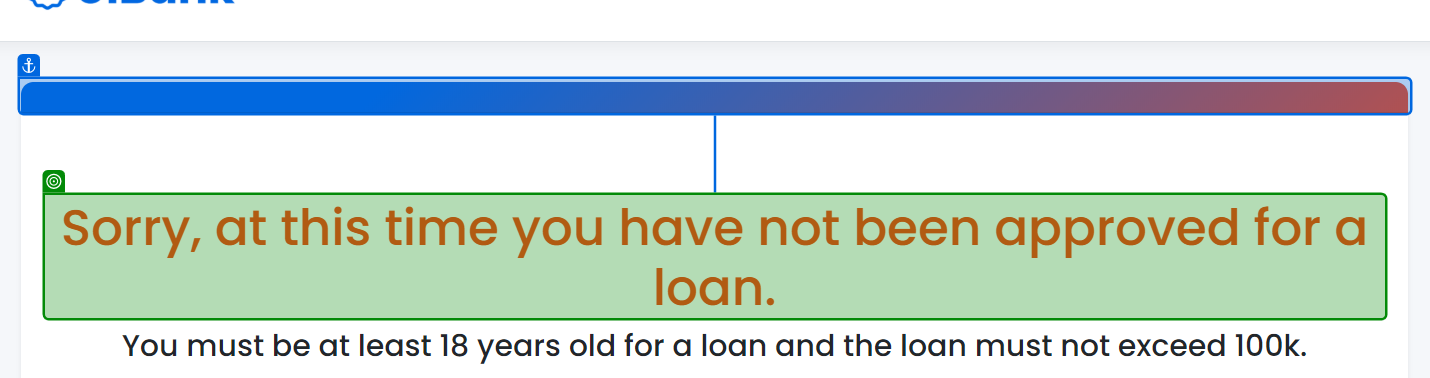 UiBank
Sorry, at this time you have not been approved for a
loan.
You must be at least 18 years old for a loan and the loan must not exceed 100k.